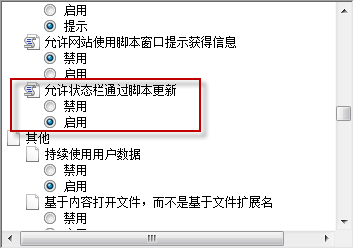 启用
提示
允许网站使用脚本窗口提示获得信息
禁用
启用
允许状态栏通过脚本更新
禁用
启用
其他
持续使用用户数据
禁用
启用
基于内容打开文件，而不是基于文件扩展名
禁用